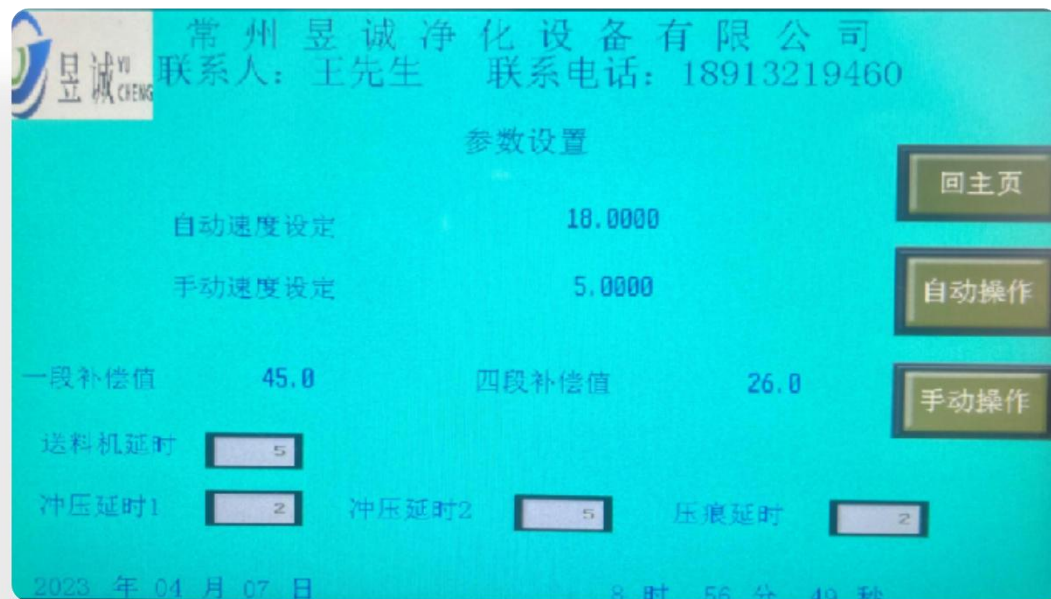 常州昱诚净化设备有限公司
昱诚 YU CHENG
联系人：王先生 联系电话：18913219460
参数设置
回主页
自动速度设定 18.0000
手动速度设定 5.0000
自动操作
一段补偿值 45.0 四段补偿值 26.0
手动操作
送料机延时 5
冲压延时1 2 冲压延时2 5 压痕延时 2
2023 年 04 月 07 日 8 时 56 分 49 秒